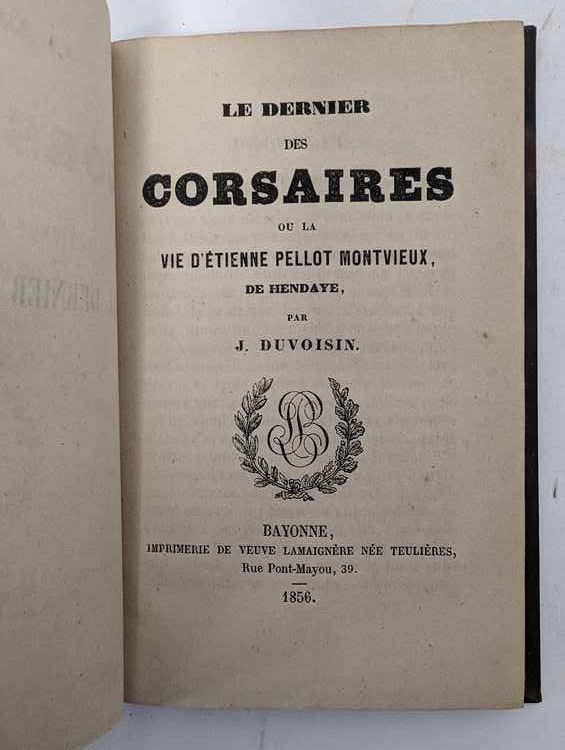 LE DERNIER
DES
CORSAIRES
OU LA
VIE D'ÉTIENNE PELLOT MONTVIEUX,
DE HENDAYE,
PAR
J. DUVOISIN.
BAYONNE,
IMPRIMERIE DE VEUVE LAMAIGNÈRE NÉE TEULIÈRES,
Rue Pont-Mayou, 39.
1856.